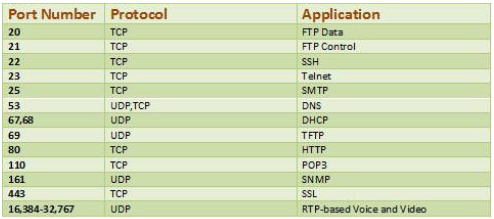 Port Number Protocol Application
20 TCP FTP Data
21 TCP FTP Control
22 TCP SSH
23 TCP Telnet
25 TCP SMTP
53 UDP,TCP DNS
67,68 UDP DHCP
69 UDP TFTP
80 TCP HTTP
110 TCP POP3
161 UDP SNMP
443 TCP SSL
16,384-32,767 UDP RTP-based Voice and Video